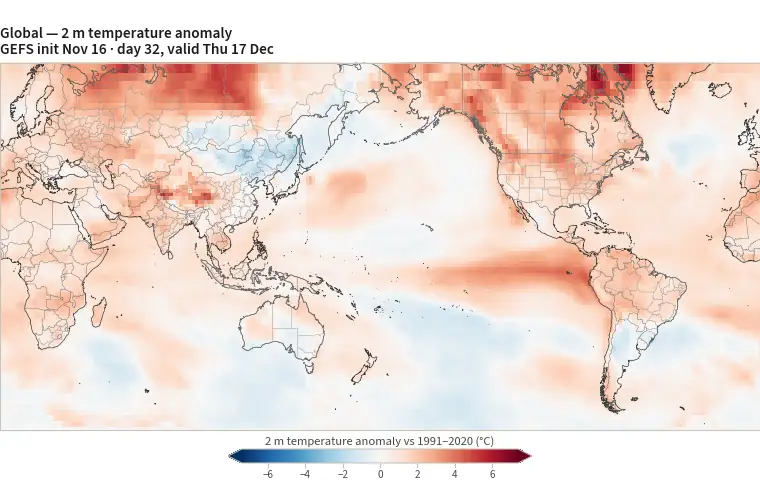 Global — 2 m temperature anomaly
GEFS init Nov 16 · day 32, valid Thu 17 Dec
2 m temperature anomaly vs 1991–2020 (°C)
−6 −4 −2 0 2 4 6